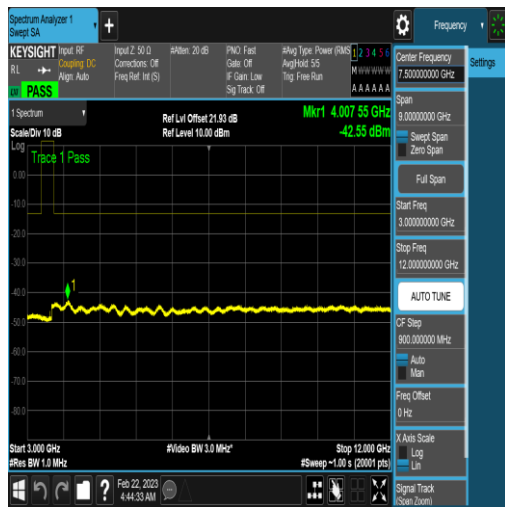 Spectrum Analyzer 1
Swept SA
Frequency
KEYSIGHT
RL
PASS
Input: RF
Coupling: DC
Align: Auto
Input Z: 50 Ω
Corrections: Off
Freq Ref: Int (S)
#Atten: 20 dB
PNO: Fast
Gate: Off
IF Gain: Low
Sig Track: Off
#Avg Type: Power (RMS
Avg|Hold: 5/5
Trig: Free Run
1 2 3 4 5 6
M w w w w w
A A A A A A
1 Spectrum
Scale/Div 10 dB
Ref Lvl Offset 21.93 dB
Ref Level 10.00 dBm
Mkr1 4.007 55 GHz
-42.55 dBm
Log
Trace 1 Pass
0.00
-10.0
-20.0
-30.0
-40.0
-50.0
-60.0
-70.0
-80.0
1
Start 3.000 GHz
#Res BW 1.0 MHz
#Video BW 3.0 MHz*
Stop 12.000 GHz
#Sweep ~1.00 s (20001 pts)
Feb 22, 2023
4:44:33 AM
Center Frequency
7.500000000 GHz
Settings
Span
9.00000000 GHz
Swept Span
Zero Span
Full Span
Start Freq
3.000000000 GHz
Stop Freq
12.000000000 GHz
AUTO TUNE
CF Step
900.000000 MHz
Auto
Man
Freq Offset
0 Hz
X Axis Scale
Log
Lin
Signal Track
(Span Zoom)